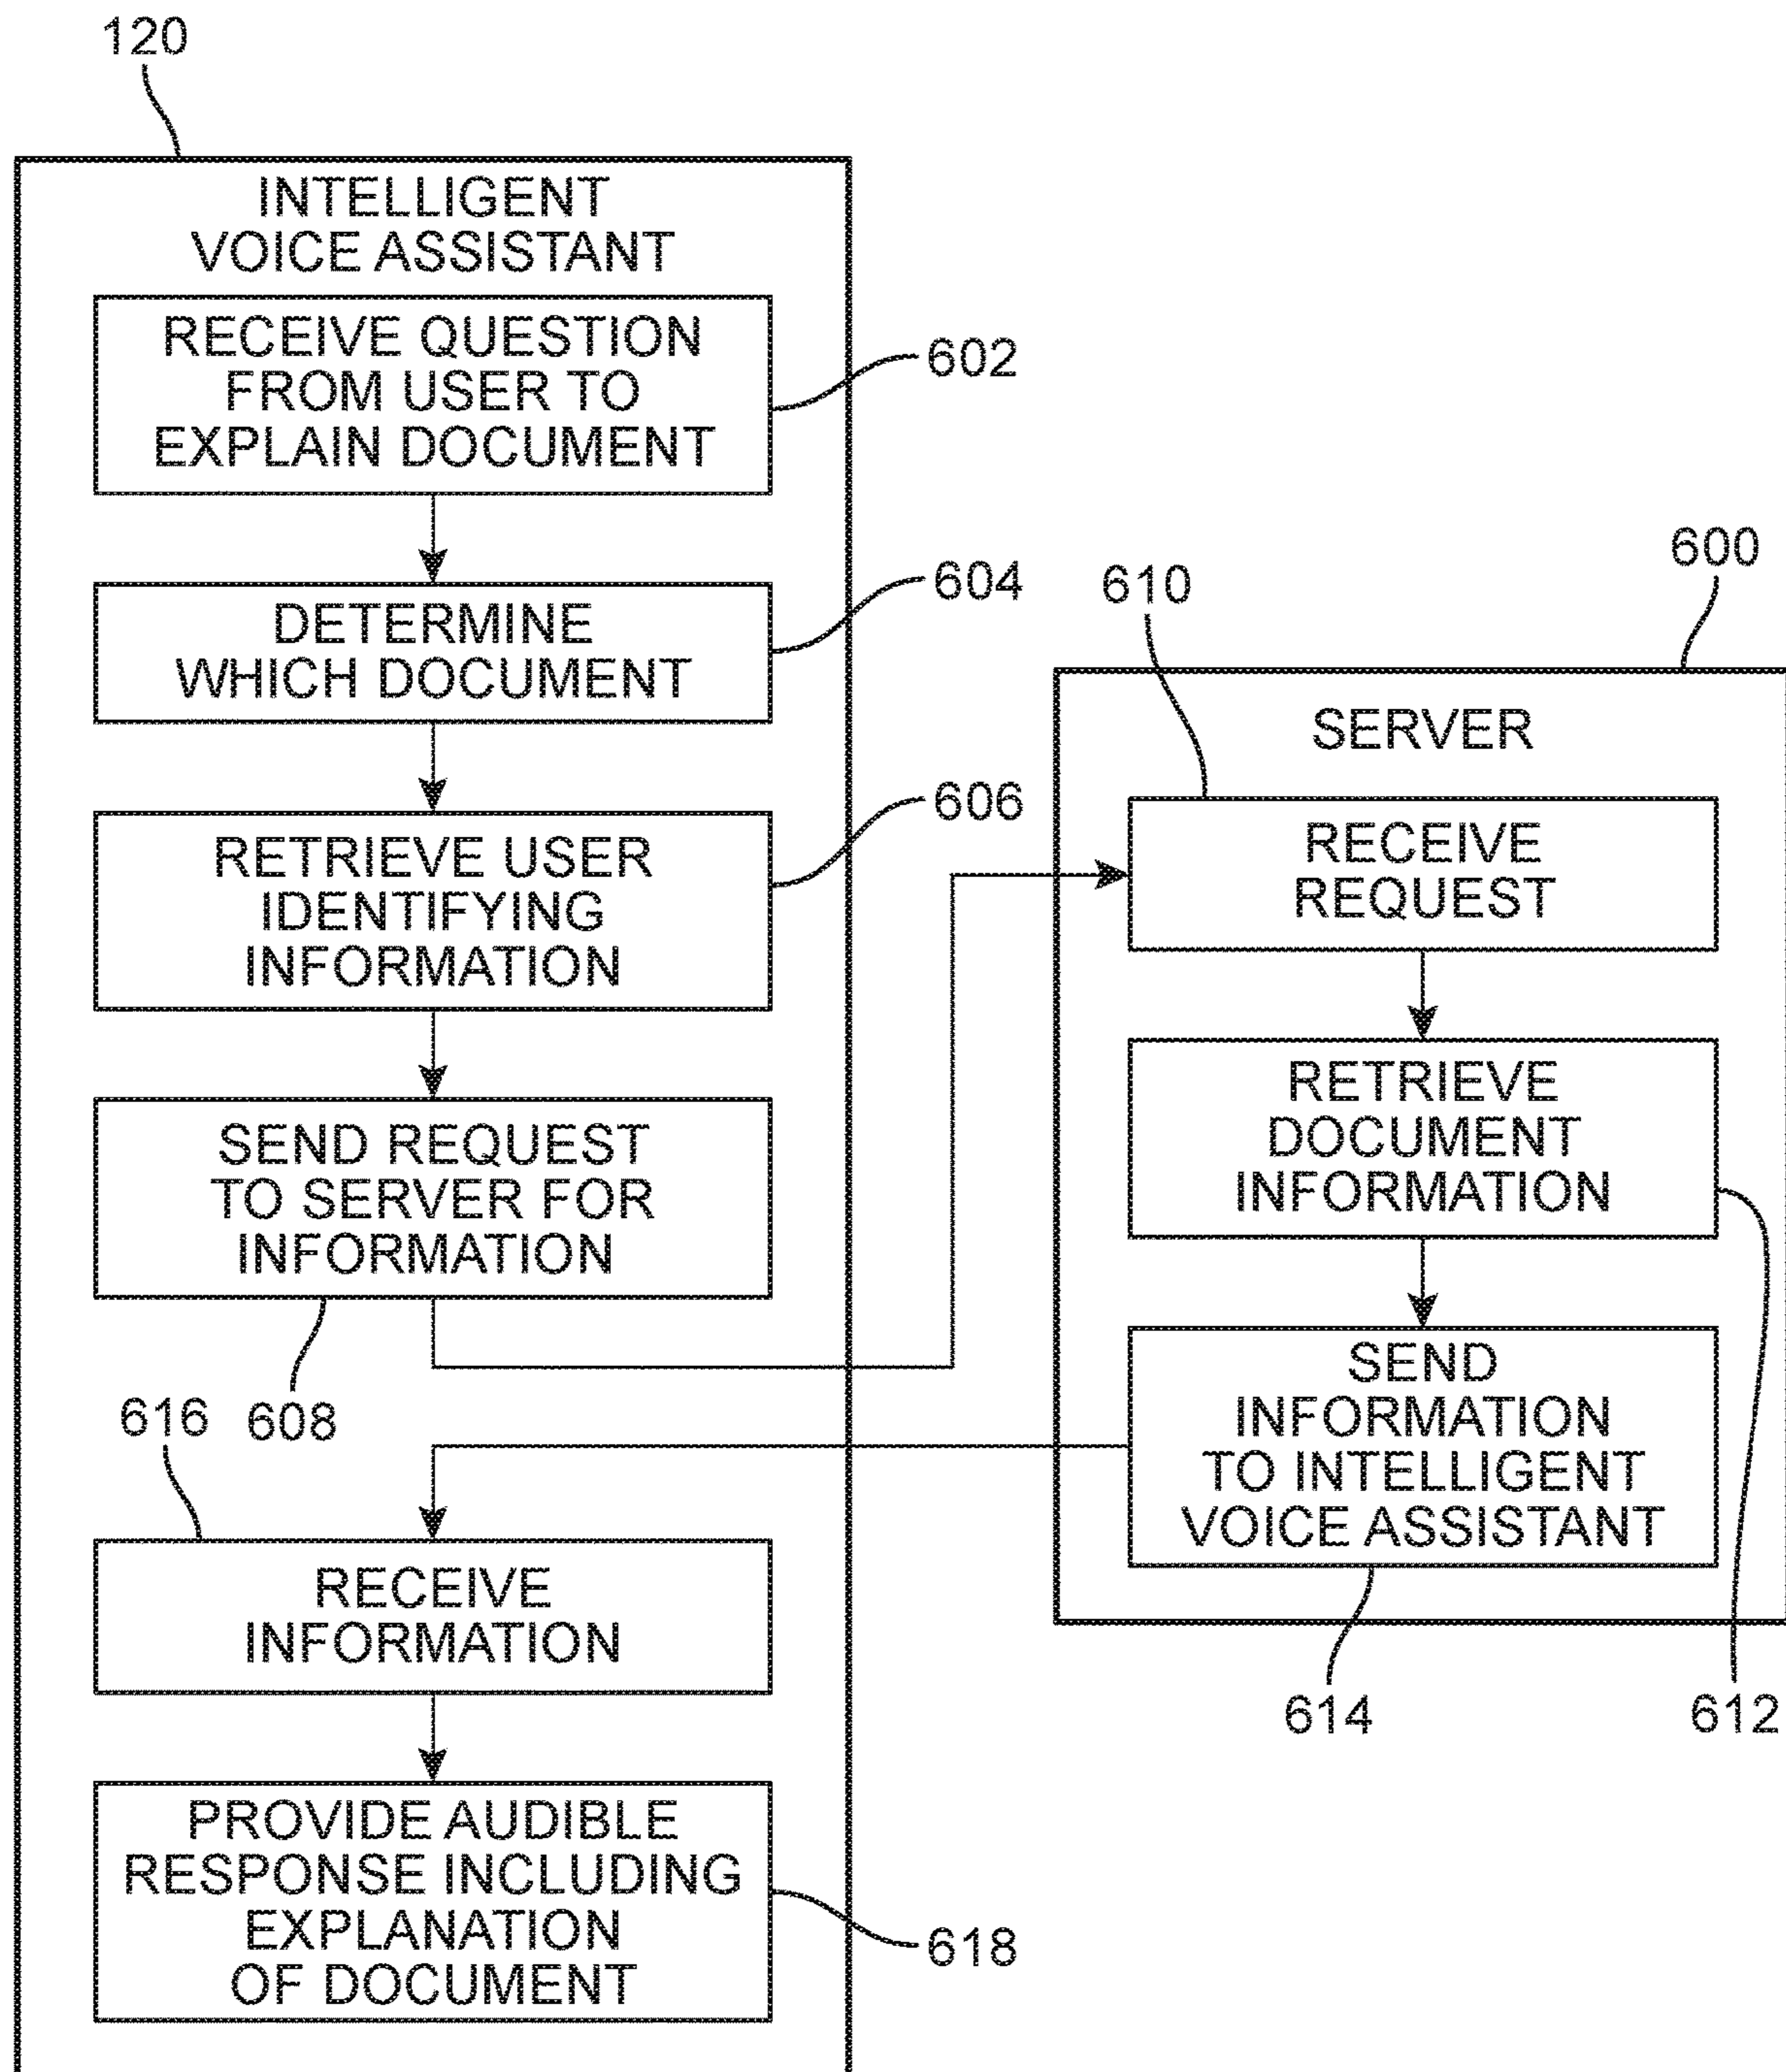 120
INTELLIGENT
VOICE ASSISTANT
RECEIVE QUESTION
FROM USER TO
EXPLAIN DOCUMENT
602
DETERMINE
WHICH DOCUMENT
604
RETRIEVE USER
IDENTIFYING
INFORMATION
606
SEND REQUEST
TO SERVER FOR
INFORMATION
608
600
SERVER
610
RECEIVE
REQUEST
RETRIEVE
DOCUMENT
INFORMATION
612
SEND
INFORMATION
TO INTELLIGENT
VOICE ASSISTANT
614
616
RECEIVE
INFORMATION
PROVIDE AUDIBLE
RESPONSE INCLUDING
EXPLANATION
OF DOCUMENT
618